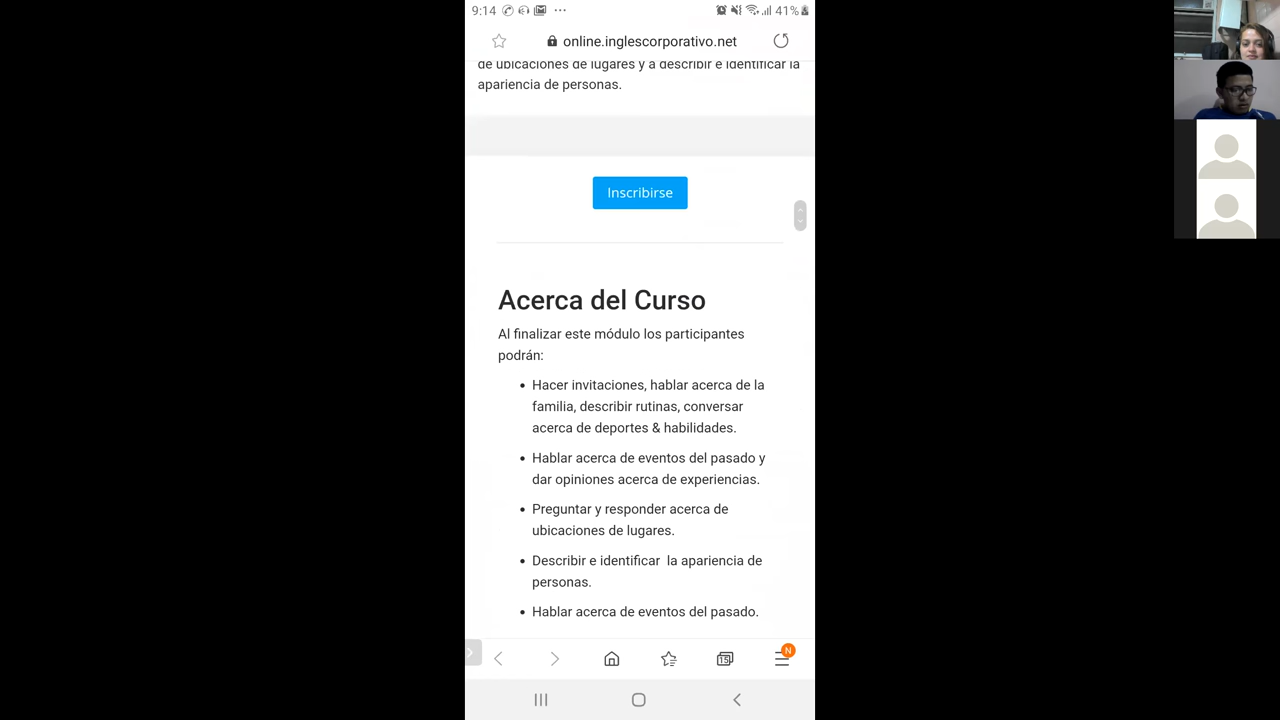 9:14
41%
online.inglescorporativo.net
de ubicaciones de lugares y a describir e identificar la
apariencia de personas.
Inscribirse
Acerca del Curso
Al finalizar este módulo los participantes
podrán:
• Hacer invitaciones, hablar acerca de la
familia, describir rutinas, conversar
acerca de deportes & habilidades.
• Hablar acerca de eventos del pasado y
dar opiniones acerca de experiencias.
• Preguntar y responder acerca de
ubicaciones de lugares.
• Describir e identificar la apariencia de
personas.
• Hablar acerca de eventos del pasado.
15
N